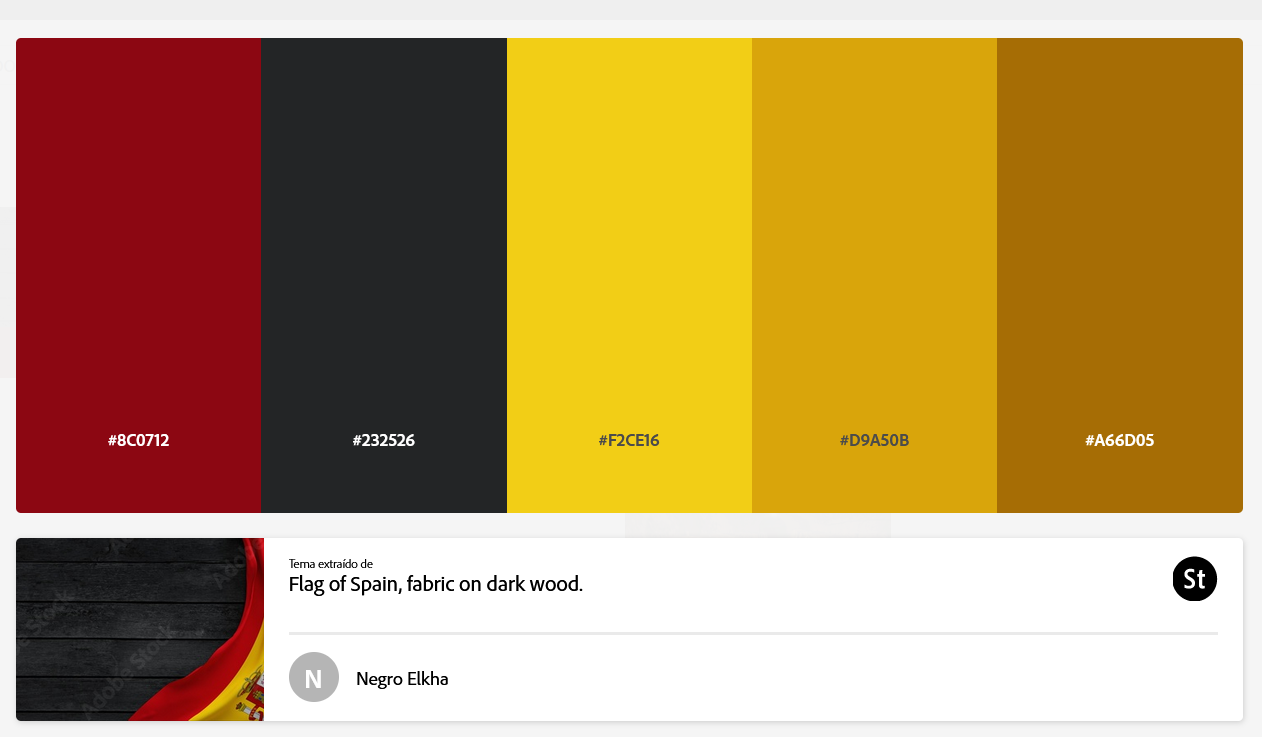 #8C0712
#232526
#F2CE16
#D9A50B
#A66D05
Adobe Stock
Tema extraído de
Flag of Spain, fabric on dark wood.
St
N
Negro Elkha